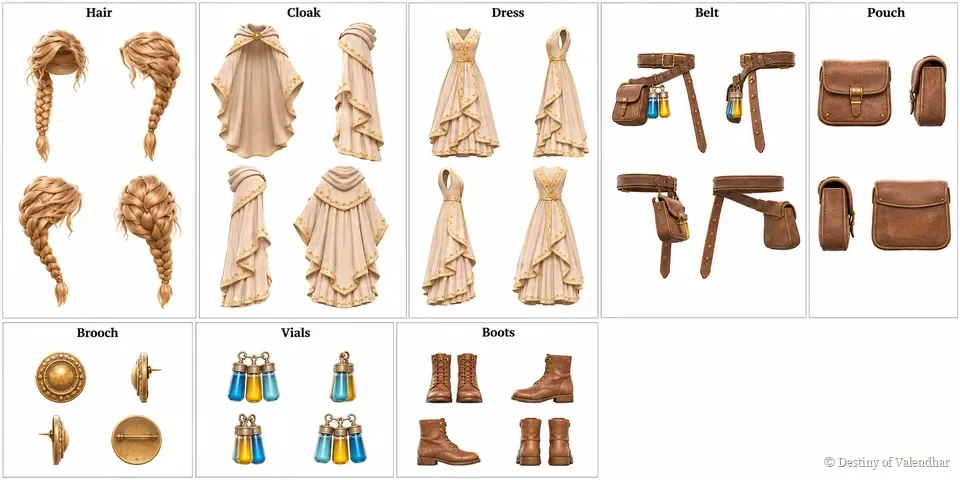 Hair
Cloak
Dress
Belt
Pouch
Brooch
Vials
Boots
© Destiny of Valendhar